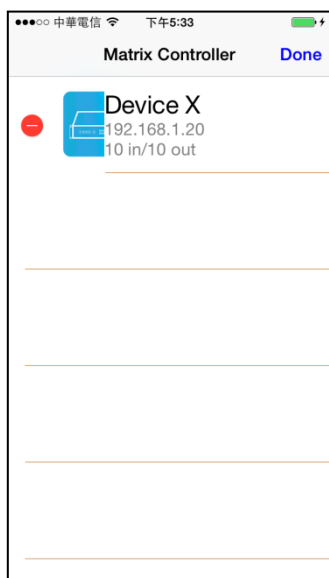 中華電信 下午5:33
Matrix Controller Done
Device X
192.168.1.20
10 in/10 out